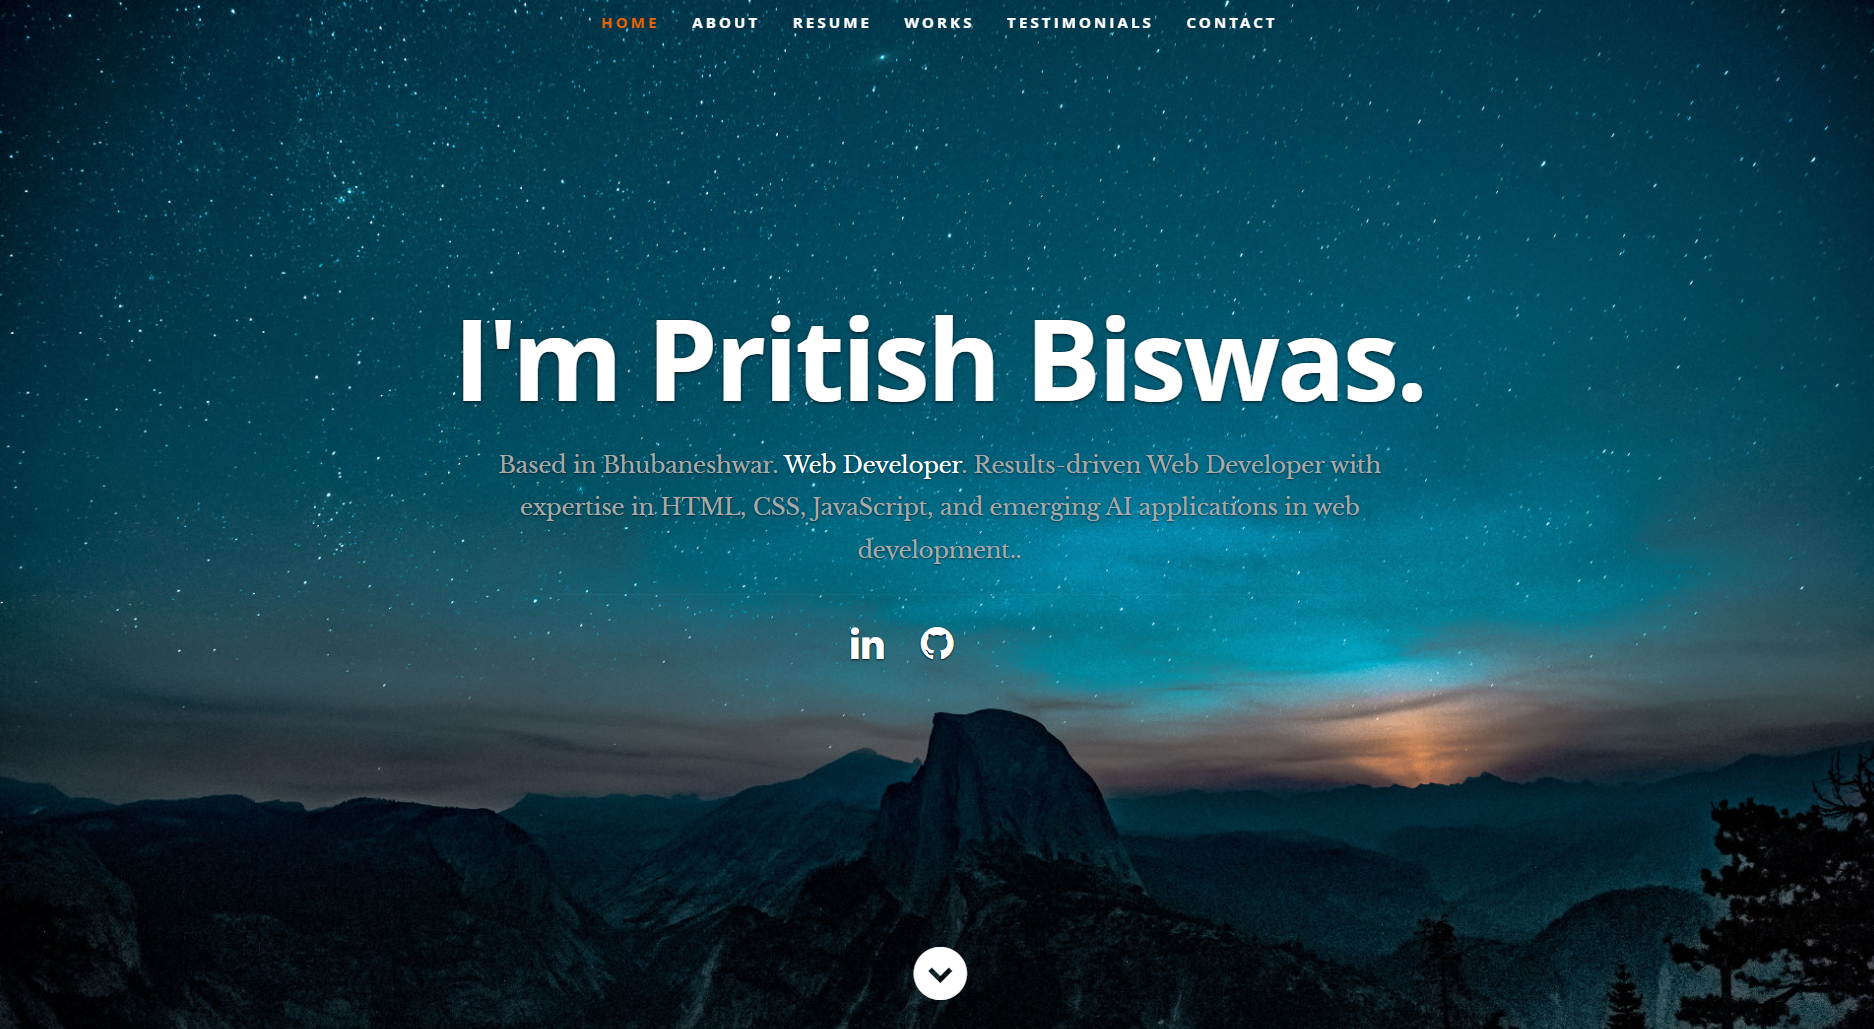 HOME ABOUT RESUME WORKS TESTIMONIALS CONTACT
I'm Pritish Biswas.
Based in Bhubaneshwar. Web Developer. Results-driven Web Developer with
expertise in HTML, CSS, JavaScript, and emerging AI applications in web
development..
in